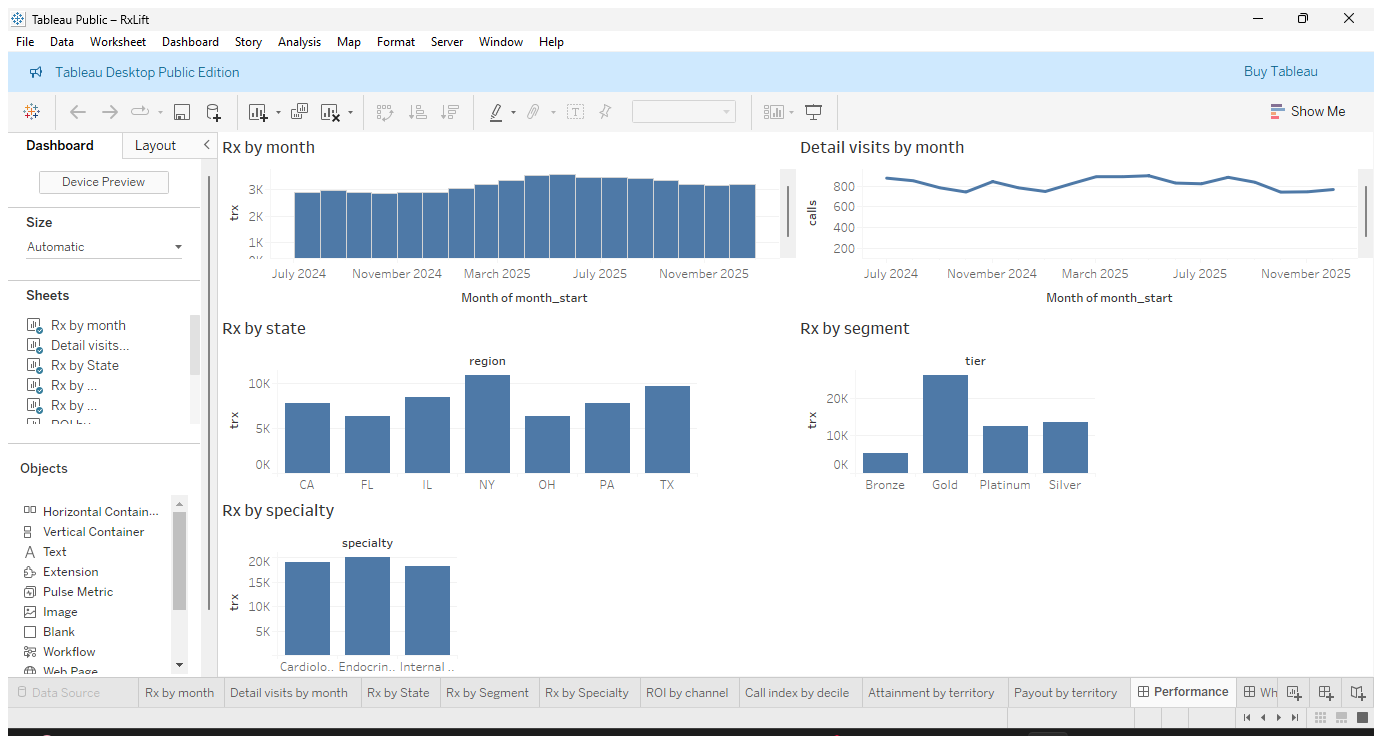 Tableau Public – RxLift
File Data Worksheet Dashboard Story Analysis Map Format Server Window Help
Tableau Desktop Public Edition
Buy Tableau
Show Me
Dashboard Layout
Device Preview
Size
Automatic
Sheets
Rx by month
Detail visits...
Rx by State
Rx by ...
Rx by ...
Objects
Horizontal Contain...
Vertical Container
Text
Extension
Pulse Metric
Image
Blank
Workflow
Web Page
Rx by month
trx
3K
2K
1K
0K
July 2024 November 2024 March 2025 July 2025 November 2025
Month of month_start
Detail visits by month
calls
800
600
400
200
July 2024 November 2024 March 2025 July 2025 November 2025
Month of month_start
Rx by state
region
trx
10K
5K
0K
CA FL IL NY OH PA TX
Rx by segment
tier
trx
20K
10K
0K
Bronze Gold Platinum Silver
Rx by specialty
specialty
trx
20K
15K
10K
5K
Cardiolo.. Endocrin.. Internal ..
Data Source Rx by month Detail visits by month Rx by State Rx by Segment Rx by Specialty ROI by channel Call index by decile Attainment by territory Payout by territory Performance Wh